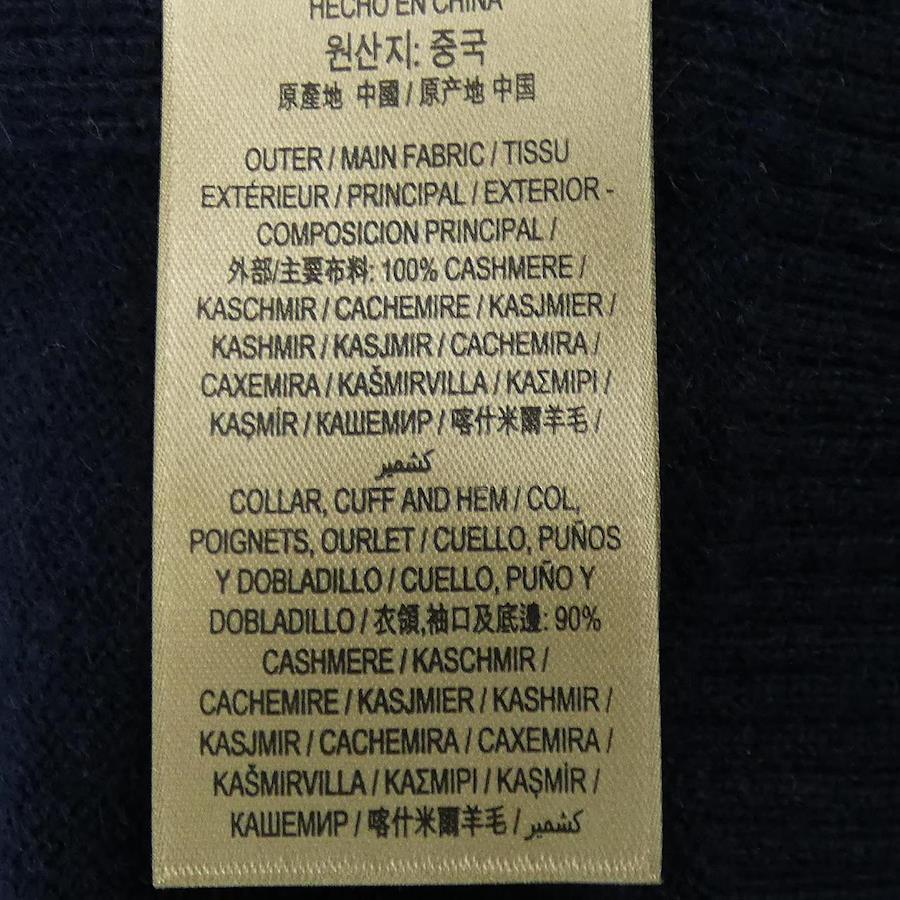 HECHO EN CHINA
원산지: 중국
原產地 中國 / 原产地 中国
OUTER / MAIN FABRIC / TISSU
EXTÉRIEUR / PRINCIPAL / EXTERIOR -
COMPOSICION PRINCIPAL /
外部/主要布料: 100% CASHMERE /
KASCHMIR / CACHEMIRE / KASJMIER /
KASHMIR / KASJMIR / CACHEMIRA /
CAXEMIRA / KAŠMIRVILLA / ΚΑΣΜΙΡΙ /
KAŞMİR / КАШЕМИР / 喀什米爾羊毛 /
كشمير
COLLAR, CUFF AND HEM / COL,
POIGNETS, OURLET / CUELLO, PUÑOS
Y DOBLADILLO / CUELLO, PUÑO Y
DOBLADILLO / 衣領,袖口及底邊: 90%
CASHMERE / KASCHMIR /
CACHEMIRE / KASJMIER / KASHMIR /
KASJMIR / CACHEMIRA / CAXEMIRA /
KAŠMIRVILLA / ΚΑΣΜΙΡΙ / KAŞMİR /
КАШЕМИР / 喀什米爾羊毛 / كشمير